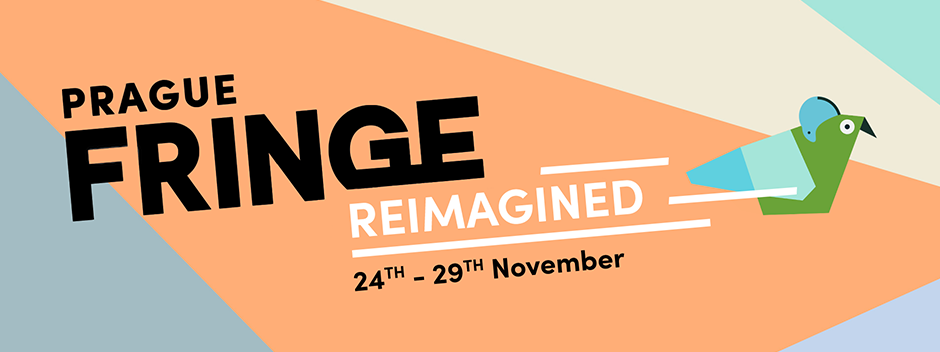 PRAGUE
FRINGE
REIMAGINED
24TH - 29TH November